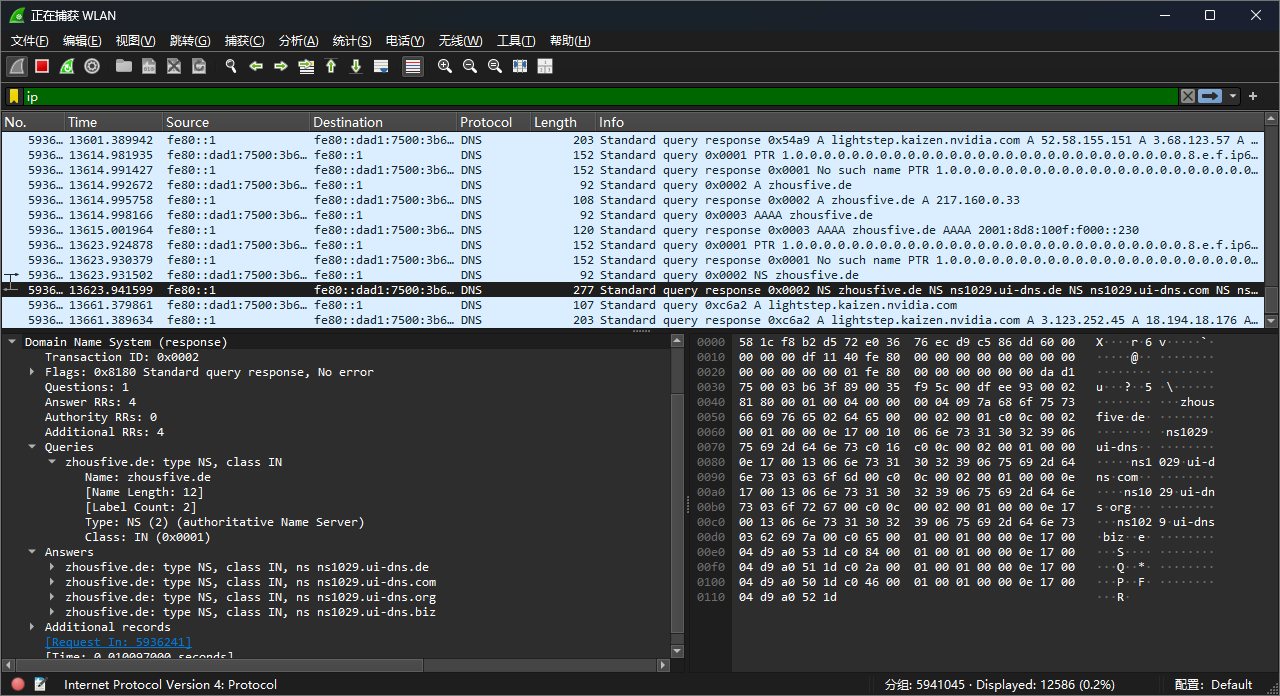 正在捕获 WLAN
文件(F) 编辑(E) 视图(V) 跳转(G) 捕获(C) 分析(A) 统计(S) 电话(Y) 无线(W) 工具(T) 帮助(H)
ip
No. Time Source Destination Protocol Length Info
5936… 13601.389942 fe80::1 fe80::dad1:7500:3b6… DNS 203 Standard query response 0x54a9 A lightstep.kaizen.nvidia.com A 52.58.155.151 A 3.68.123.57 A …
5936… 13614.981935 fe80::dad1:7500:3b6… fe80::1 DNS 152 Standard query 0x0001 PTR 1.0.0.0.0.0.0.0.0.0.0.0.0.0.0.0.0.0.0.0.0.0.0.0.0.0.0.0.0.8.e.f.ip6…
5936… 13614.991427 fe80::1 fe80::dad1:7500:3b6… DNS 152 Standard query response 0x0001 No such name PTR 1.0.0.0.0.0.0.0.0.0.0.0.0.0.0.0.0.0.0.0.0.0.0…
5936… 13614.992672 fe80::dad1:7500:3b6… fe80::1 DNS 92 Standard query 0x0002 A zhousfive.de
5936… 13614.995758 fe80::1 fe80::dad1:7500:3b6… DNS 108 Standard query response 0x0002 A zhousfive.de A 217.160.0.33
5936… 13614.998166 fe80::dad1:7500:3b6… fe80::1 DNS 92 Standard query 0x0003 AAAA zhousfive.de
5936… 13615.001964 fe80::1 fe80::dad1:7500:3b6… DNS 120 Standard query response 0x0003 AAAA zhousfive.de AAAA 2001:8d8:100f:f000::230
5936… 13623.924878 fe80::dad1:7500:3b6… fe80::1 DNS 152 Standard query 0x0001 PTR 1.0.0.0.0.0.0.0.0.0.0.0.0.0.0.0.0.0.0.0.0.0.0.0.0.0.0.0.0.8.e.f.ip6…
5936… 13623.930379 fe80::1 fe80::dad1:7500:3b6… DNS 152 Standard query response 0x0001 No such name PTR 1.0.0.0.0.0.0.0.0.0.0.0.0.0.0.0.0.0.0.0.0.0.0…
5936… 13623.931502 fe80::dad1:7500:3b6… fe80::1 DNS 92 Standard query 0x0002 NS zhousfive.de
5936… 13623.941599 fe80::1 fe80::dad1:7500:3b6… DNS 277 Standard query response 0x0002 NS zhousfive.de NS ns1029.ui-dns.de NS ns1029.ui-dns.com NS ns…
5936… 13661.379861 fe80::dad1:7500:3b6… fe80::1 DNS 107 Standard query 0xc6a2 A lightstep.kaizen.nvidia.com
5936… 13661.389634 fe80::1 fe80::dad1:7500:3b6… DNS 203 Standard query response 0xc6a2 A lightstep.kaizen.nvidia.com A 3.123.252.45 A 18.194.18.176 A…
Domain Name System (response)
Transaction ID: 0x0002
Flags: 0x8180 Standard query response, No error
Questions: 1
Answer RRs: 4
Authority RRs: 0
Additional RRs: 4
Queries
zhousfive.de: type NS, class IN
Name: zhousfive.de
[Name Length: 12]
[Label Count: 2]
Type: NS (2) (authoritative Name Server)
Class: IN (0x0001)
Answers
zhousfive.de: type NS, class IN, ns ns1029.ui-dns.de
zhousfive.de: type NS, class IN, ns ns1029.ui-dns.com
zhousfive.de: type NS, class IN, ns ns1029.ui-dns.org
zhousfive.de: type NS, class IN, ns ns1029.ui-dns.biz
Additional records
[Request In: 5936241]
[Time: 0.010097000 seconds]
0000 58 1c f8 b2 d5 72 e0 36 76 ec d9 c5 86 dd 60 00 X····r·6 v·····`·
0010 00 00 00 df 11 40 fe 80 00 00 00 00 00 00 00 00 ·····@·· ········
0020 00 00 00 00 00 01 fe 80 00 00 00 00 00 00 da d1 ········ ········
0030 75 00 03 b6 3f 89 00 35 f9 5c 00 df ee 93 00 02 u···?··5 ·\······
0040 81 80 00 01 00 04 00 00 00 04 09 7a 68 6f 75 73 ········ ···zhous
0050 66 69 76 65 02 64 65 00 00 02 00 01 c0 0c 00 02 five·de· ········
0060 00 01 00 00 0e 17 00 10 06 6e 73 31 30 32 39 06 ········ ·ns1029·
0070 75 69 2d 64 6e 73 c0 16 c0 0c 00 02 00 01 00 00 ui-dns·· ········
0080 0e 17 00 13 06 6e 73 31 30 32 39 06 75 69 2d 64 ·····ns1 029·ui-d
0090 6e 73 03 63 6f 6d 00 c0 0c 00 02 00 01 00 00 0e ns·com·· ········
00a0 17 00 13 06 6e 73 31 30 32 39 06 75 69 2d 64 6e ····ns10 29·ui-dn
00b0 73 03 6f 72 67 00 c0 0c 00 02 00 01 00 00 0e 17 s·org··· ········
00c0 00 13 06 6e 73 31 30 32 39 06 75 69 2d 64 6e 73 ···ns102 9·ui-dns
00d0 03 62 69 7a 00 c0 65 00 01 00 01 00 00 0e 17 00 ·biz··e· ········
00e0 04 d9 a0 53 1d c0 84 00 01 00 01 00 00 0e 17 00 ···S···· ········
00f0 04 d9 a0 51 1d c0 2a 00 01 00 01 00 00 0e 17 00 ···Q··*· ········
0100 04 d9 a0 50 1d c0 46 00 01 00 01 00 00 0e 17 00 ···P··F· ········
0110 04 d9 a0 52 1d ···R·
Internet Protocol Version 4: Protocol 分组: 5941045 · Displayed: 12586 (0.2%) 配置: Default